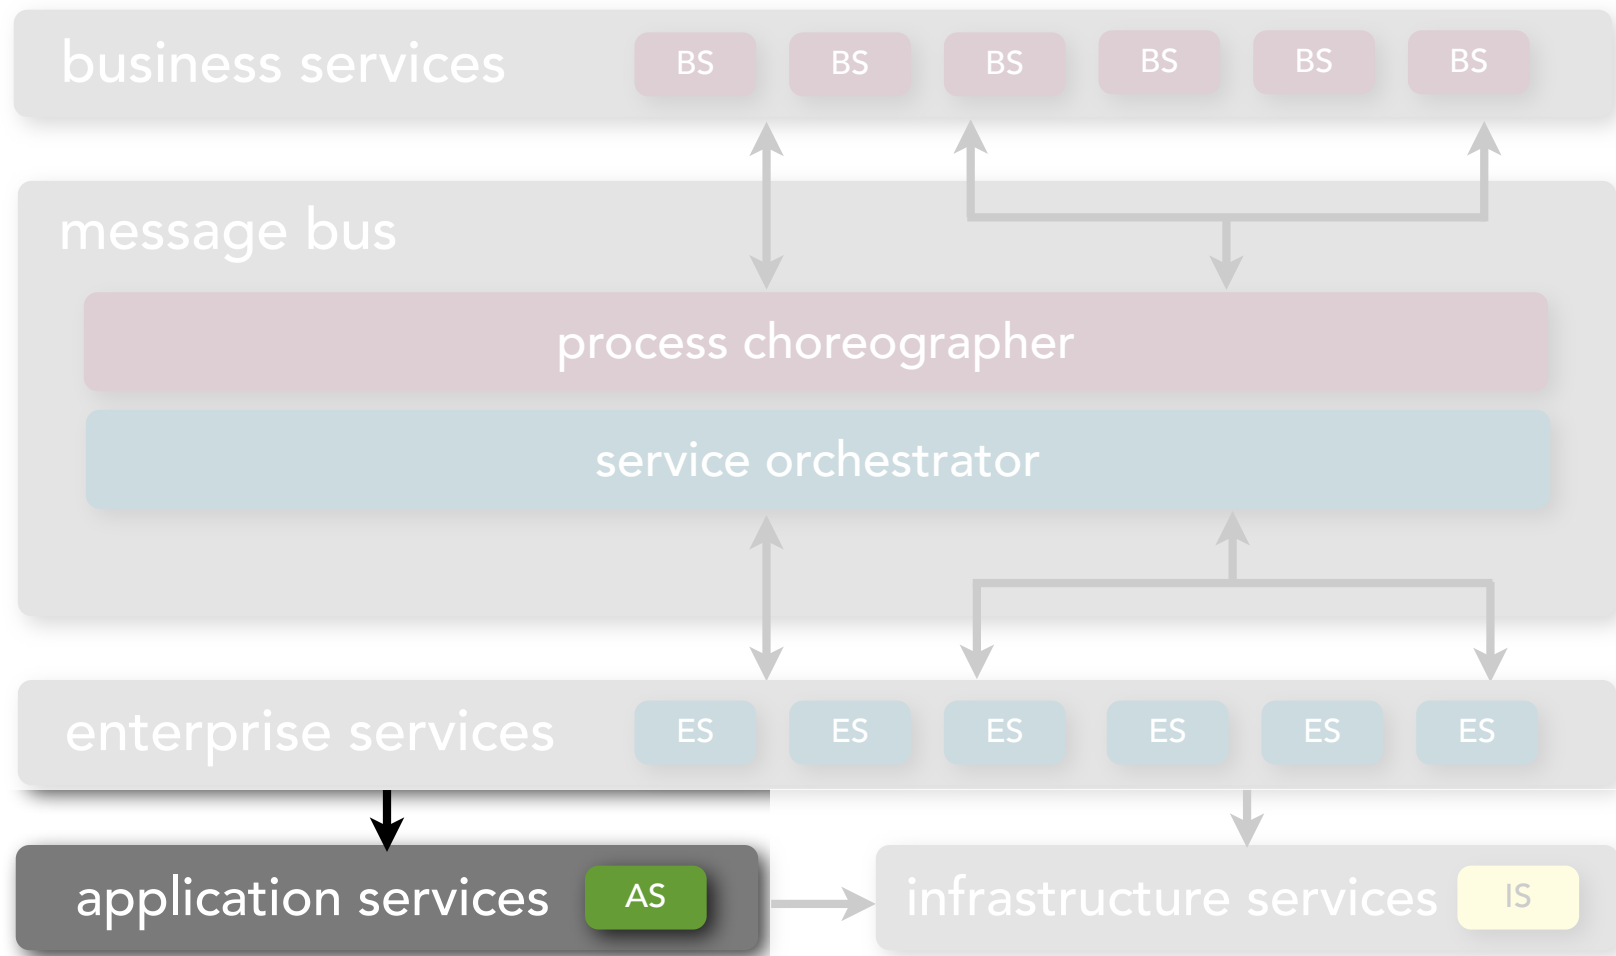 business services BS BS BS BS BS BS
message bus
process choreographer
service orchestrator
enterprise services ES ES ES ES ES ES
application services AS infrastructure services IS